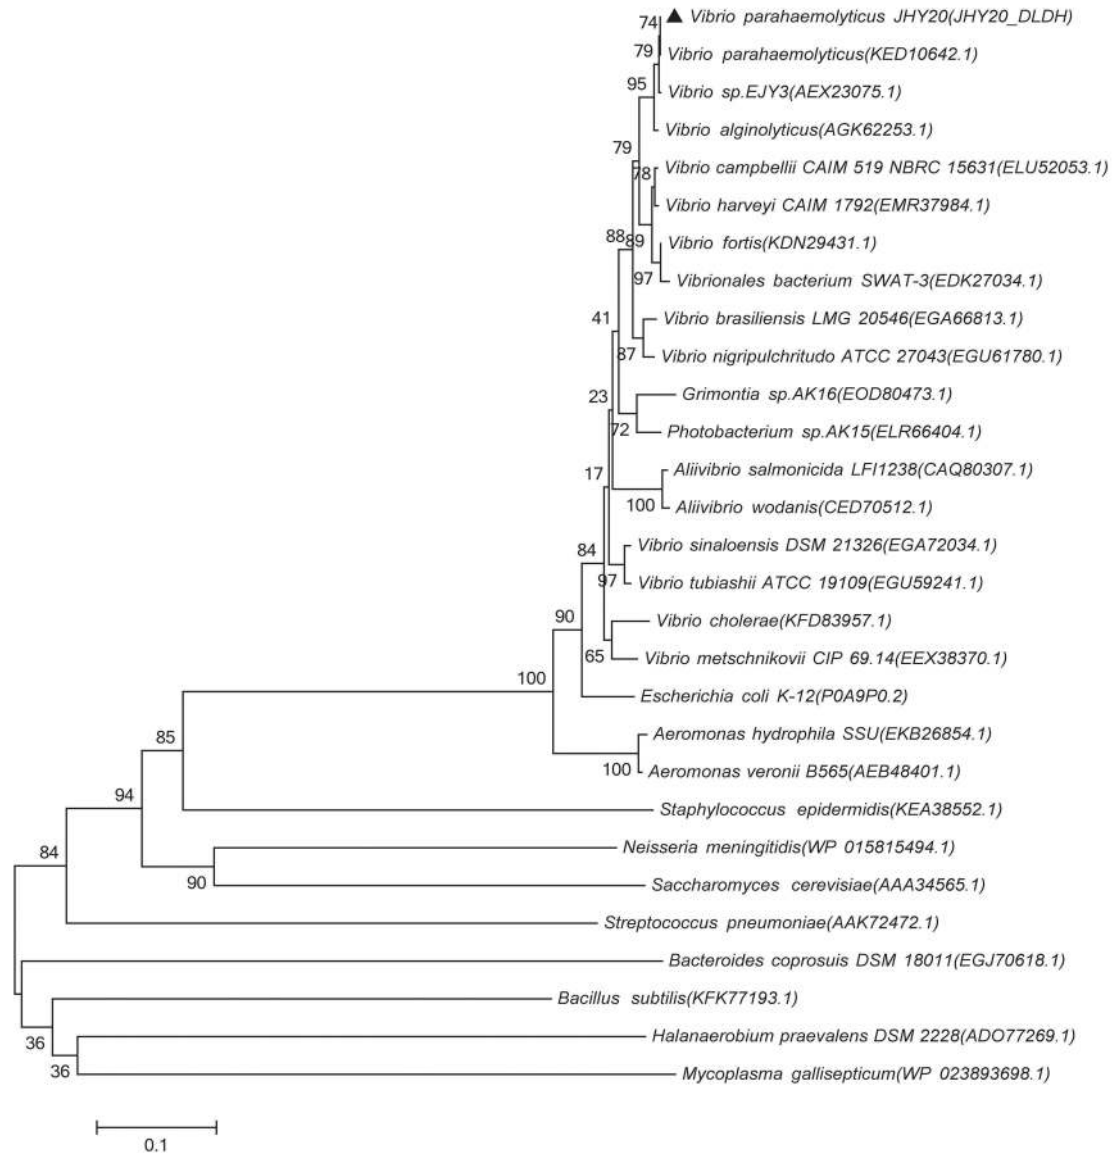 74
▲ Vibrio parahaemolyticus JHY20(JHY20_DLDH)
79
Vibrio parahaemolyticus(KED10642.1)
95
Vibrio sp.EJY3(AEX23075.1)
Vibrio alginolyticus(AGK62253.1)
79
78
Vibrio campbellii CAIM 519 NBRC 15631(ELU52053.1)
Vibrio harveyi CAIM 1792(EMR37984.1)
88
89
Vibrio fortis(KDN29431.1)
97
Vibrionales bacterium SWAT-3(EDK27034.1)
41
Vibrio brasiliensis LMG 20546(EGA66813.1)
87
Vibrio nigripulchritudo ATCC 27043(EGU61780.1)
23
Grimontia sp.AK16(EOD80473.1)
72
Photobacterium sp.AK15(ELR66404.1)
17
Aliivibrio salmonicida LFI1238(CAQ80307.1)
100
Aliivibrio wodanis(CED70512.1)
84
Vibrio sinaloensis DSM 21326(EGA72034.1)
97
Vibrio tubiashii ATCC 19109(EGU59241.1)
90
Vibrio cholerae(KFD83957.1)
65
Vibrio metschnikovii CIP 69.14(EEX38370.1)
100
Escherichia coli K-12(P0A9P0.2)
85
Aeromonas hydrophila SSU(EKB26854.1)
100
Aeromonas veronii B565(AEB48401.1)
94
Staphylococcus epidermidis(KEA38552.1)
84
Neisseria meningitidis(WP 015815494.1)
90
Saccharomyces cerevisiae(AAA34565.1)
Streptococcus pneumoniae(AAK72472.1)
Bacteroides coprosuis DSM 18011(EGJ70618.1)
Bacillus subtilis(KFK77193.1)
36
Halanaerobium praevalens DSM 2228(ADO77269.1)
36
Mycoplasma gallisepticum(WP 023893698.1)
0.1